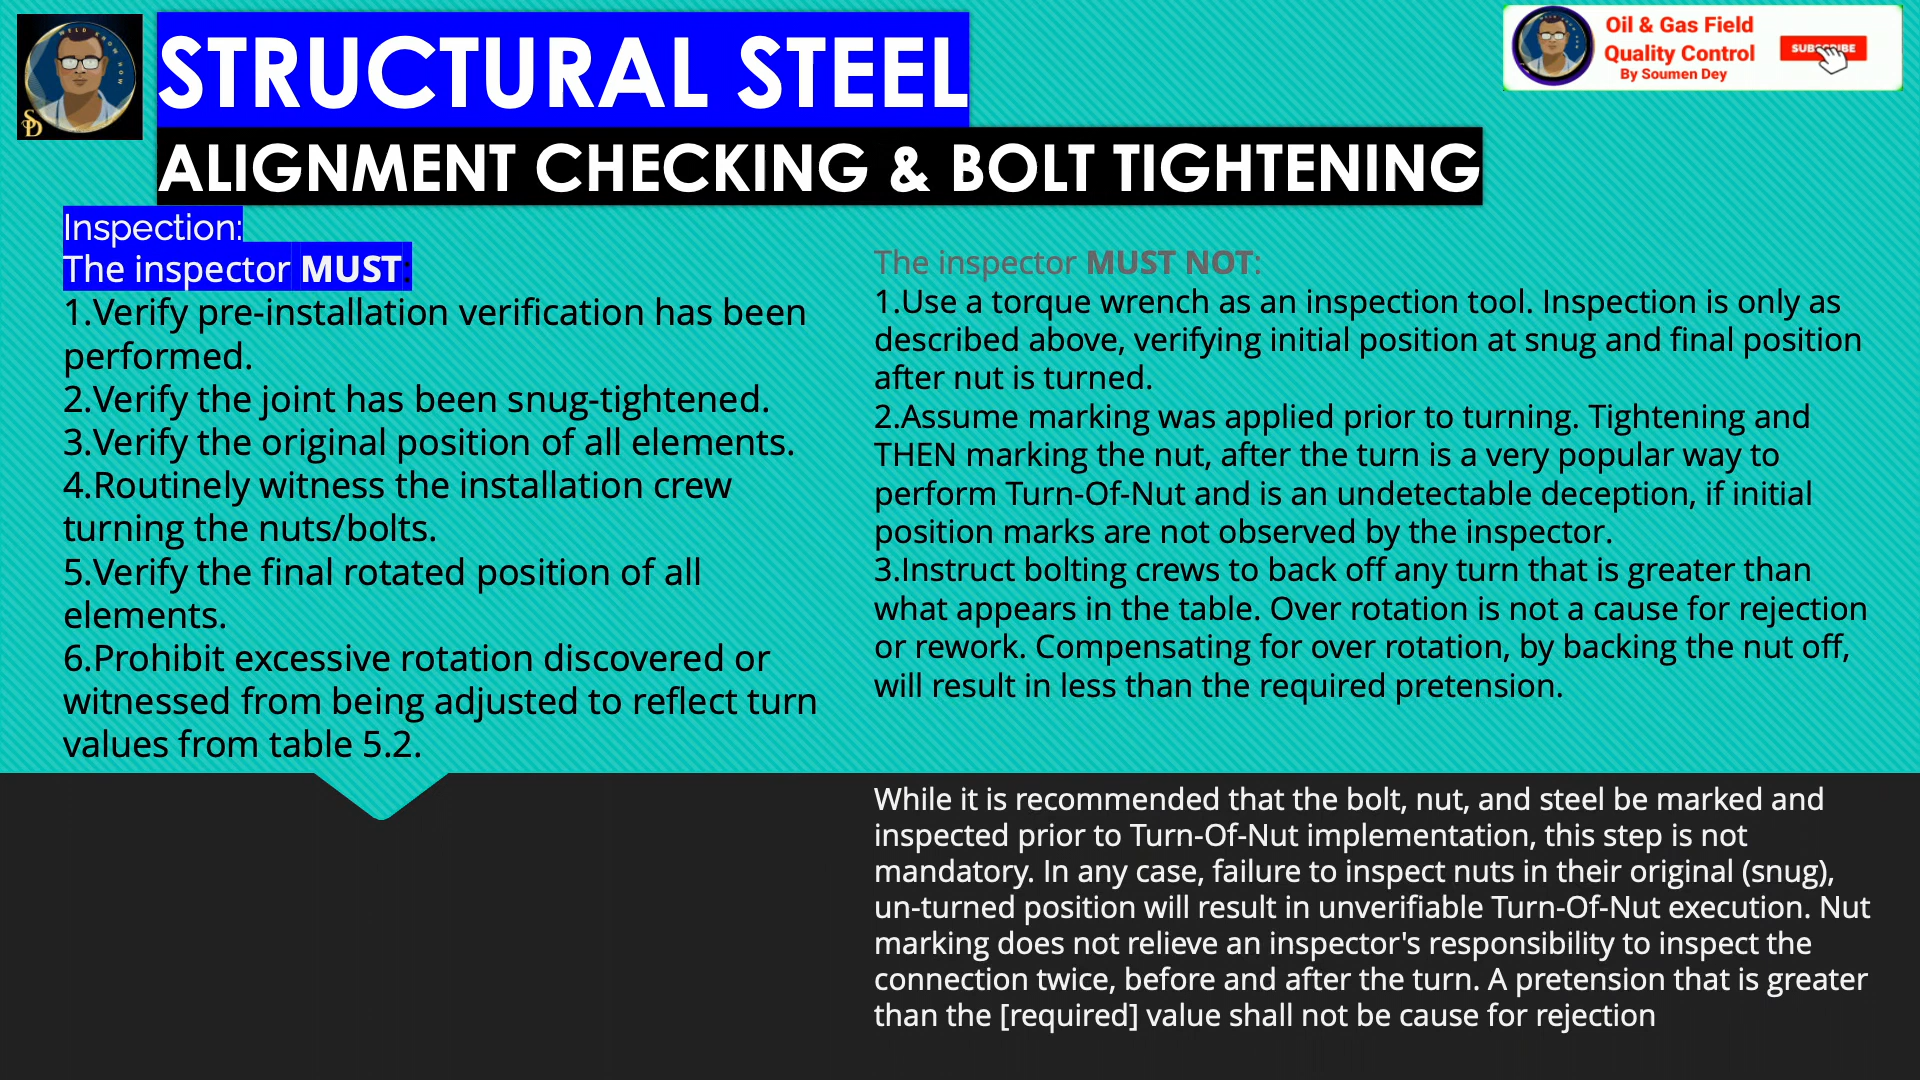 STRUCTURAL STEEL
ALIGNMENT CHECKING & BOLT TIGHTENING
WELD KNOW HOW
SD
Oil & Gas Field
Quality Control
By Soumen Dey
SUBSCRIBE
Inspection:
The inspector MUST:
1.Verify pre-installation verification has been
performed.
2.Verify the joint has been snug-tightened.
3.Verify the original position of all elements.
4.Routinely witness the installation crew
turning the nuts/bolts.
5.Verify the final rotated position of all
elements.
6.Prohibit excessive rotation discovered or
witnessed from being adjusted to reflect turn
values from table 5.2.
The inspector MUST NOT:
1.Use a torque wrench as an inspection tool. Inspection is only as
described above, verifying initial position at snug and final position
after nut is turned.
2.Assume marking was applied prior to turning. Tightening and
THEN marking the nut, after the turn is a very popular way to
perform Turn-Of-Nut and is an undetectable deception, if initial
position marks are not observed by the inspector.
3.Instruct bolting crews to back off any turn that is greater than
what appears in the table. Over rotation is not a cause for rejection
or rework. Compensating for over rotation, by backing the nut off,
will result in less than the required pretension.
While it is recommended that the bolt, nut, and steel be marked and
inspected prior to Turn-Of-Nut implementation, this step is not
mandatory. In any case, failure to inspect nuts in their original (snug),
un-turned position will result in unverifiable Turn-Of-Nut execution. Nut
marking does not relieve an inspector's responsibility to inspect the
connection twice, before and after the turn. A pretension that is greater
than the [required] value shall not be cause for rejection